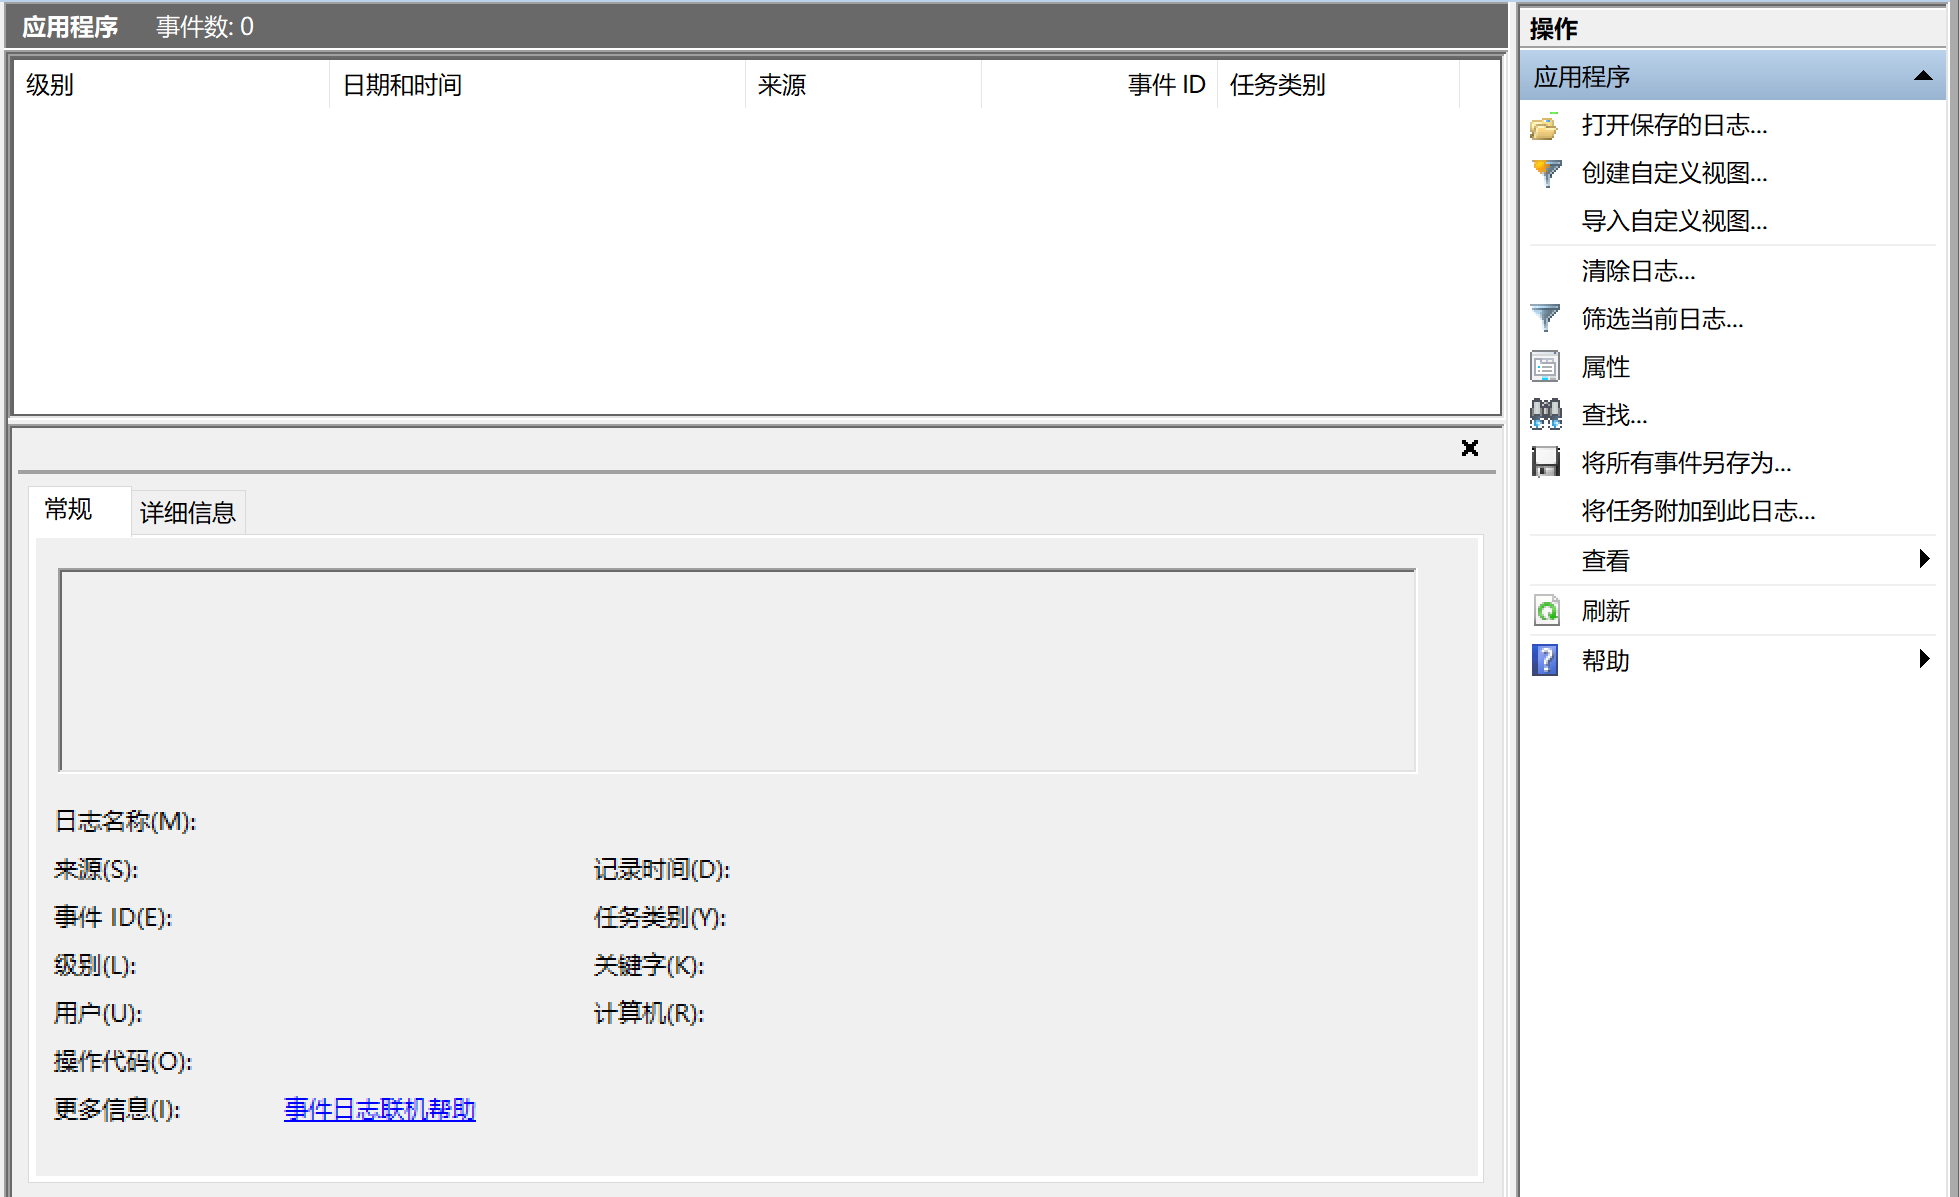 应用程序 事件数: 0
级别 日期和时间 来源 事件 ID 任务类别
常规 详细信息
日志名称(M):
来源(S): 记录时间(D):
事件 ID(E): 任务类别(Y):
级别(L): 关键字(K):
用户(U): 计算机(R):
操作代码(O):
更多信息(I): 事件日志联机帮助
操作
应用程序
打开保存的日志...
创建自定义视图...
导入自定义视图...
清除日志...
筛选当前日志...
属性
查找...
将所有事件另存为...
将任务附加到此日志...
查看
刷新
帮助